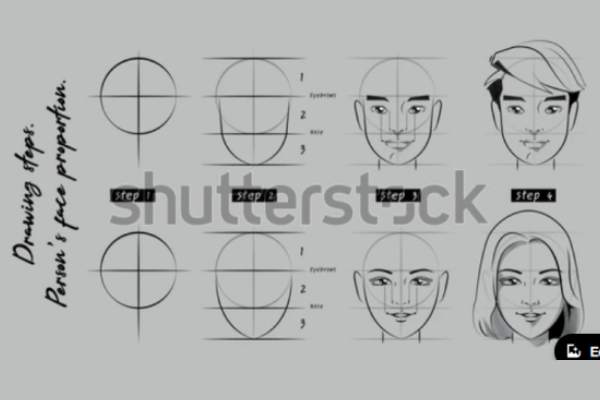 Drawing steps.
Person's face proportion.
1
Eyebrows
2
Nose
3
Step 1
Step 2
Step 3
Step 4
shutterstock
1
Eyebrows
2
Nose
3